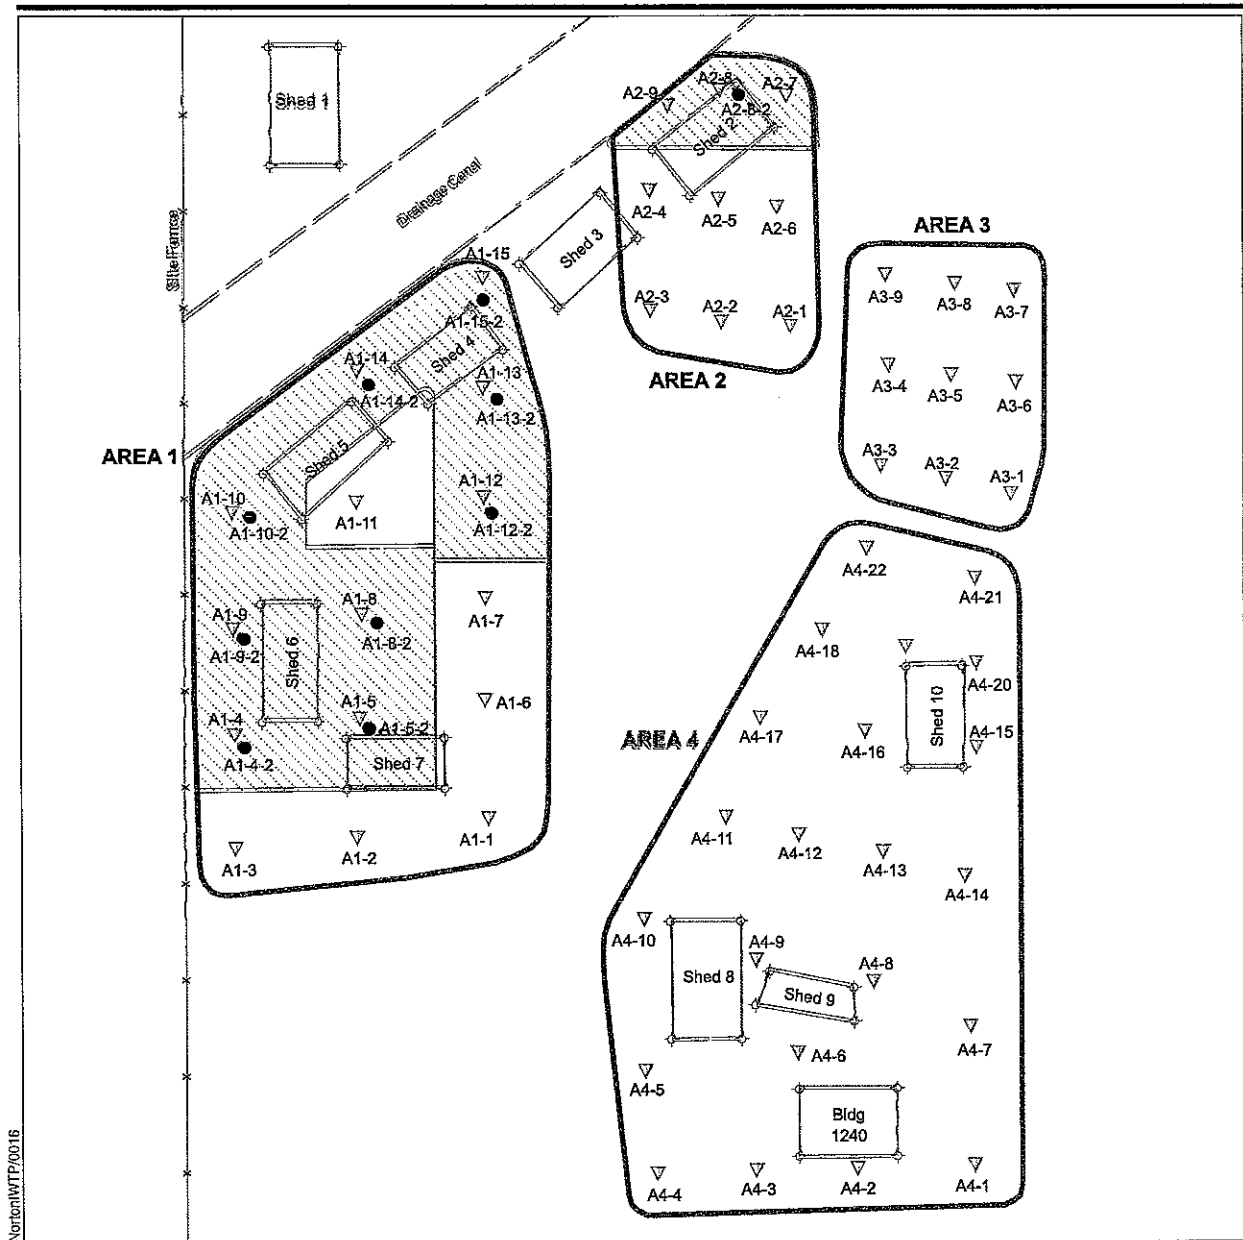 Shed 1
Drainage Canal
Site Fence
A2-9
A2-8
A2-7
A2-8-2
Shed 2
A2-4
A2-5
A2-6
A2-3
A2-2
A2-1
AREA 2
Shed 3
AREA 3
A3-9
A3-8
A3-7
A3-4
A3-5
A3-6
A3-3
A3-2
A3-1
AREA 1
A1-15
A1-15-2
Shed 4
A1-14
A1-14-2
A1-13
A1-13-2
Shed 5
A1-12
A1-12-2
A1-10
A1-10-2
A1-11
A1-9
A1-9-2
Shed 6
A1-8
A1-8-2
A1-7
A1-6
A1-5
A1-5-2
A1-4
A1-4-2
Shed 7
A1-3
A1-2
A1-1
AREA 4
A4-22
A4-21
A4-18
A4-20
Shed 10
A4-17
A4-16
A4-15
A4-11
A4-12
A4-13
A4-14
A4-10
A4-9
A4-8
Shed 8
Shed 9
A4-7
A4-6
A4-5
Bldg
1240
A4-4
A4-3
A4-2
A4-1
Norton\IWTP/0016